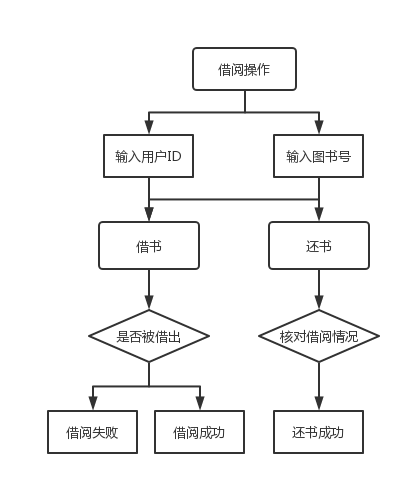 借阅操作
输入用户ID
输入图书号
借书
还书
是否被借出
核对借阅情况
借阅失败
借阅成功
还书成功